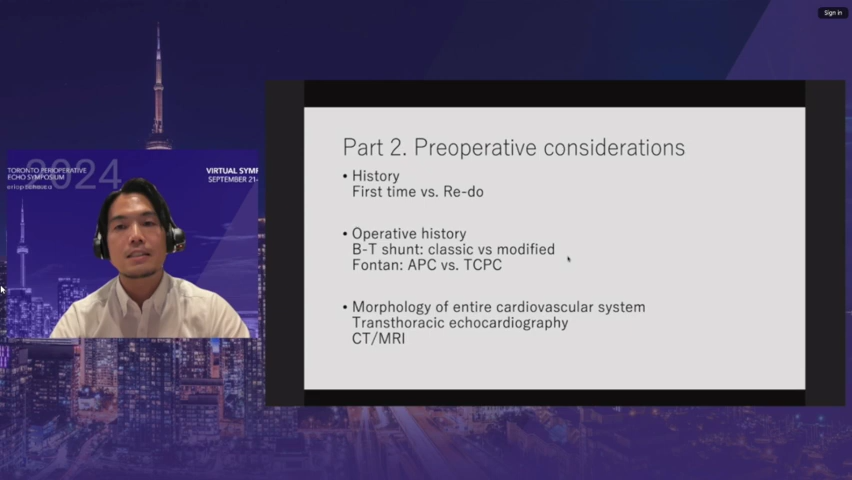 Sign in
2024
TORONTO PERIOPERATIVE
ECHO SYMPOSIUM
VIRTUAL SYMP
SEPTEMBER 21-
Part 2. Preoperative considerations
• History
First time vs. Re-do
• Operative history
B-T shunt: classic vs modified
Fontan: APC vs. TCPC
• Morphology of entire cardiovascular system
Transthoracic echocardiography
CT/MRI